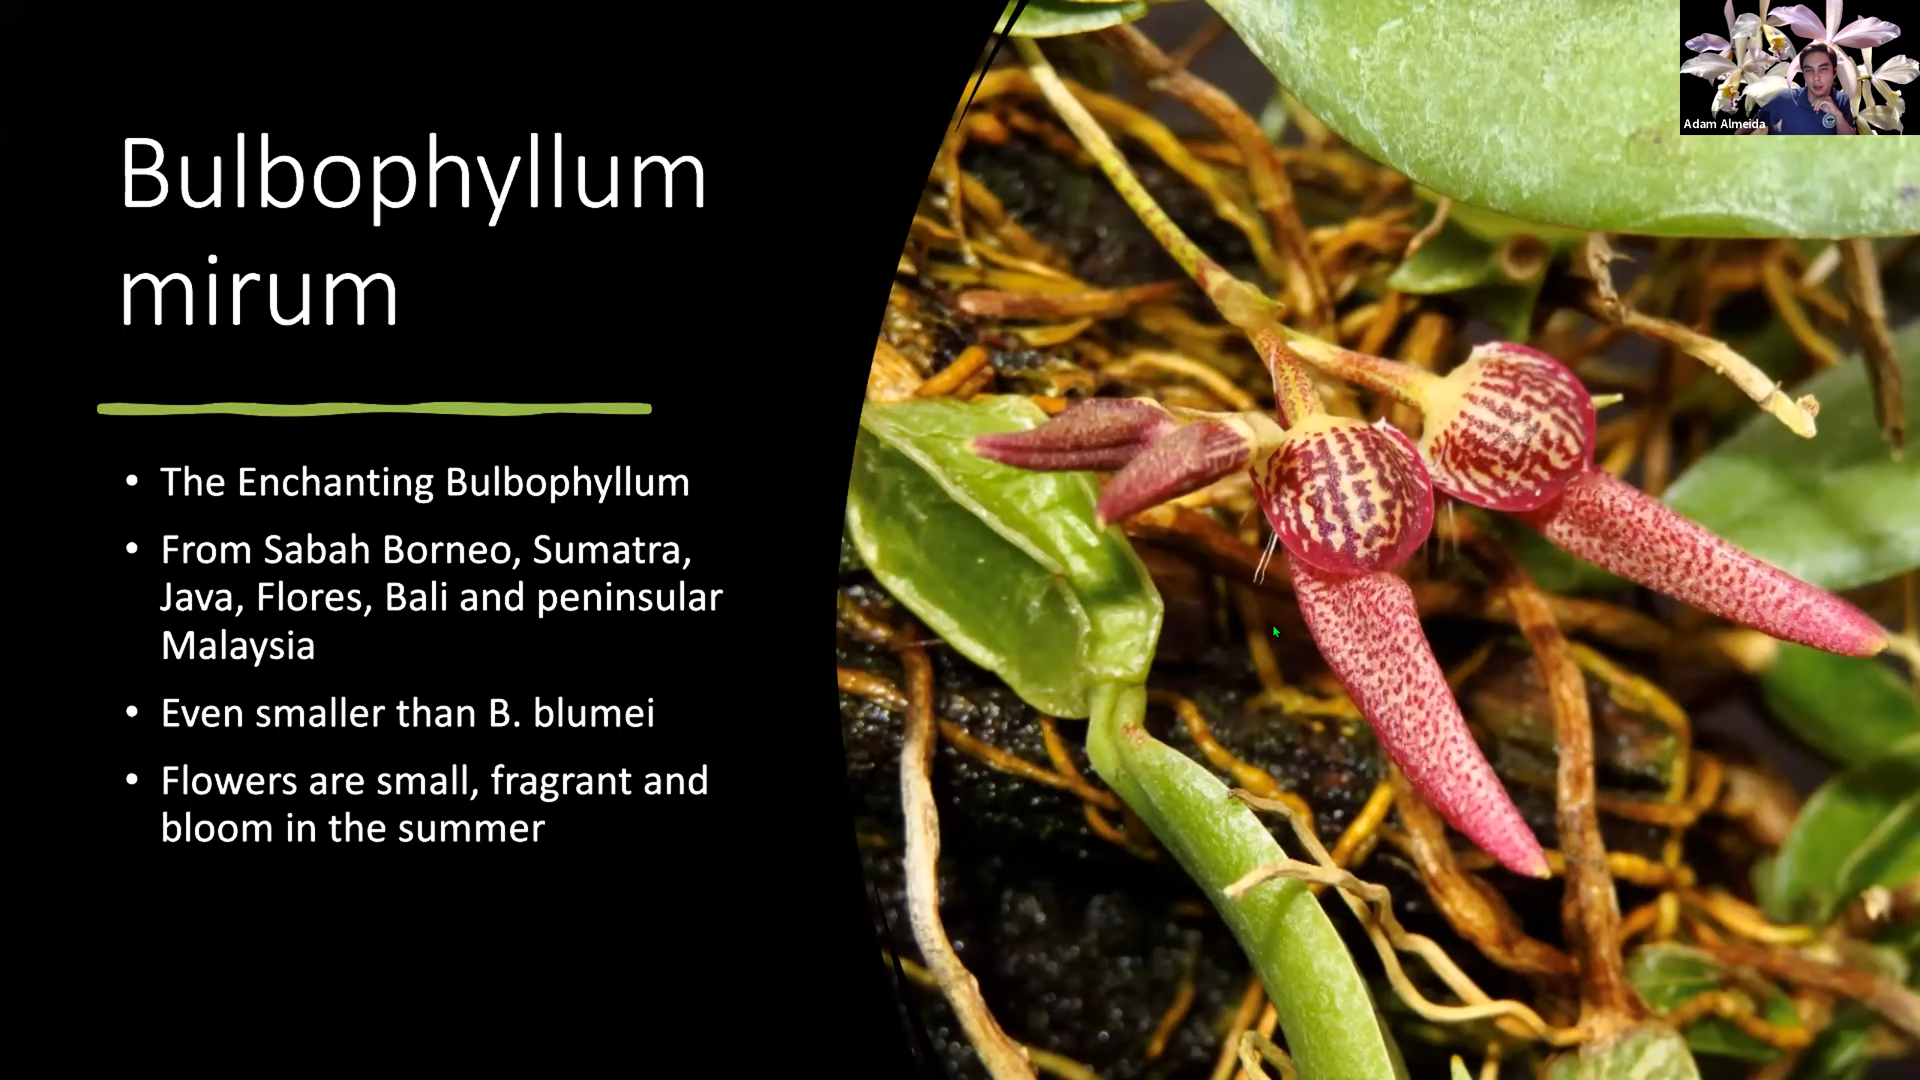 Bulbophyllum
mirum
• The Enchanting Bulbophyllum
• From Sabah Borneo, Sumatra,
Java, Flores, Bali and peninsular
Malaysia
• Even smaller than B. blumei
• Flowers are small, fragrant and
bloom in the summer
Adam Almeida